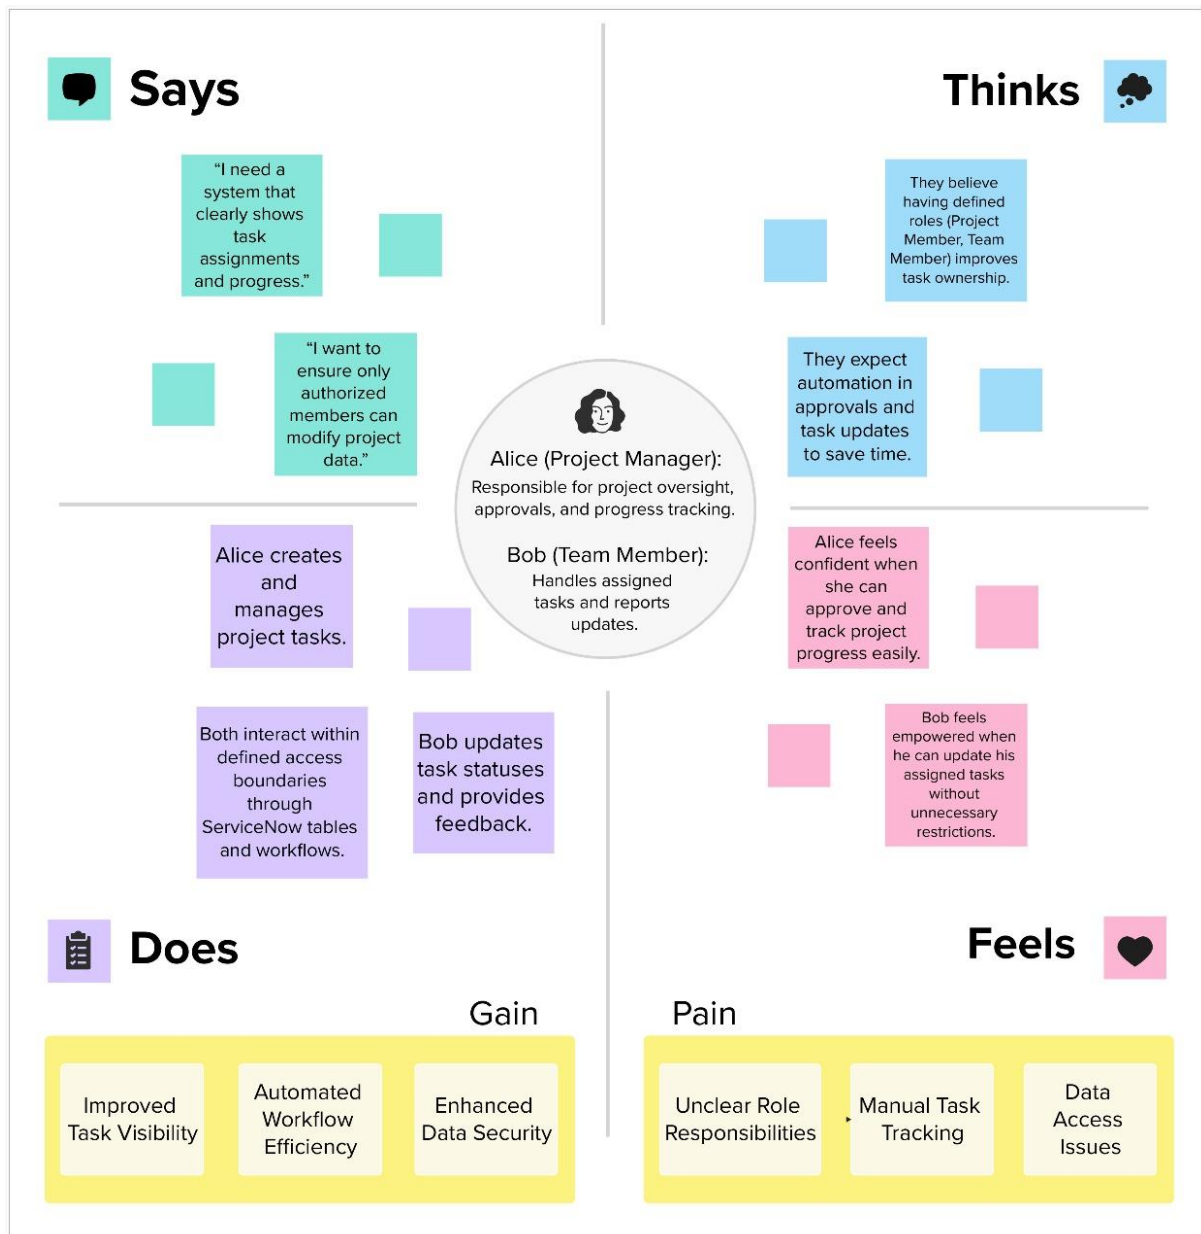 Says
Thinks
“I need a
system that
clearly shows
task
assignments
and progress.”
“I want to
ensure only
authorized
members can
modify project
data.”
They believe
having defined
roles (Project
Member, Team
Member) improves
task ownership.
They expect
automation in
approvals and
task updates
to save time.
Alice (Project Manager):
Responsible for project oversight,
approvals, and progress tracking.
Bob (Team Member):
Handles assigned
tasks and reports
updates.
Alice creates
and
manages
project tasks.
Both interact within
defined access
boundaries
through
ServiceNow tables
and workflows.
Bob updates
task statuses
and provides
feedback.
Alice feels
confident when
she can
approve and
track project
progress easily.
Bob feels
empowered when
he can update his
assigned tasks
without
unnecessary
restrictions.
Does
Feels
Gain
Improved
Task Visibility
Automated
Workflow
Efficiency
Enhanced
Data Security
Pain
Unclear Role
Responsibilities
Manual Task
Tracking
Data
Access
Issues